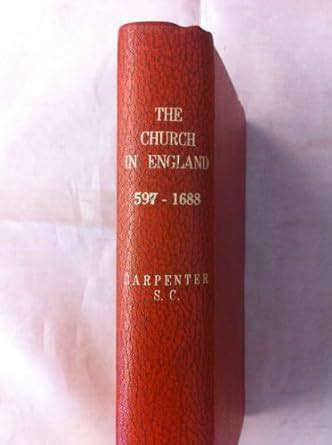 THE
CHURCH
IN ENGLAND
597 - 1688
CARPENTER
S. C.